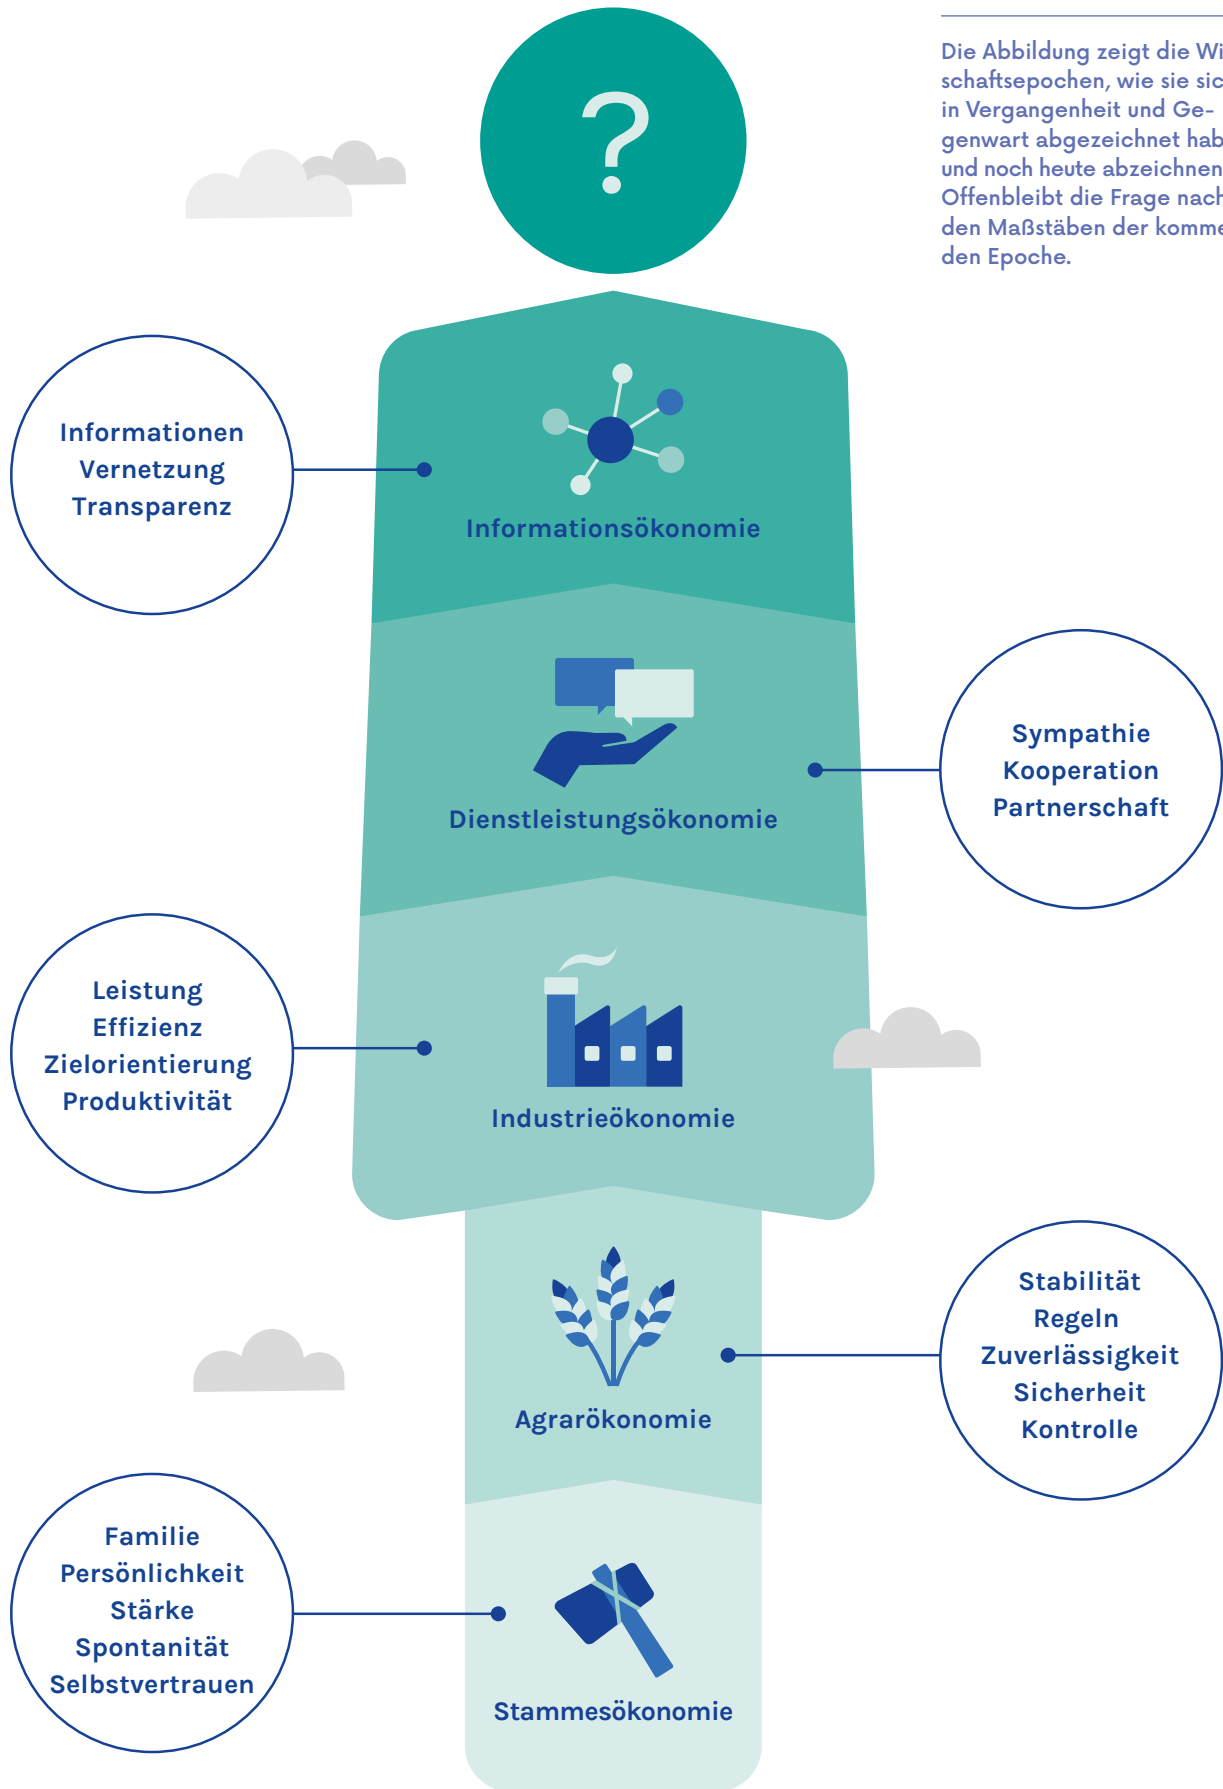 ?
Die Abbildung zeigt die Wi
schaftsepochen, wie sie sic
in Vergangenheit und Ge-
genwart abgezeichnet hab
und noch heute abzeichnen
Offenbleibt die Frage nach
den Maßstäben der komme
den Epoche.
Informationen
Vernetzung
Transparenz
Informationsökonomie
Dienstleistungsökonomie
Sympathie
Kooperation
Partnerschaft
Leistung
Effizienz
Zielorientierung
Produktivität
Industrieökonomie
Agrarökonomie
Stabilität
Regeln
Zuverlässigkeit
Sicherheit
Kontrolle
Familie
Persönlichkeit
Stärke
Spontanität
Selbstvertrauen
Stammesökonomie